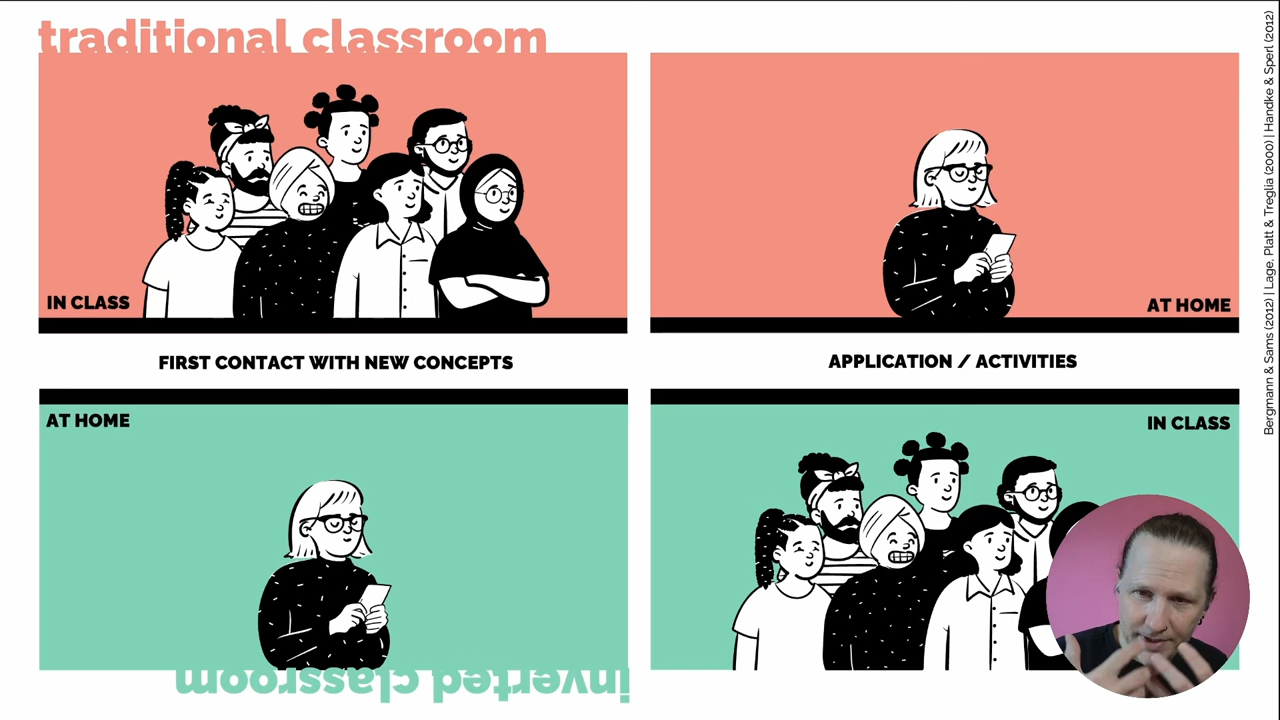 traditional classroom
IN CLASS
AT HOME
FIRST CONTACT WITH NEW CONCEPTS
APPLICATION / ACTIVITIES
AT HOME
IN CLASS
inverted classroom
Bergmann & Sams (2012) | Lage, Platt & Treglia (2000) | Handke & Sperl (2012)